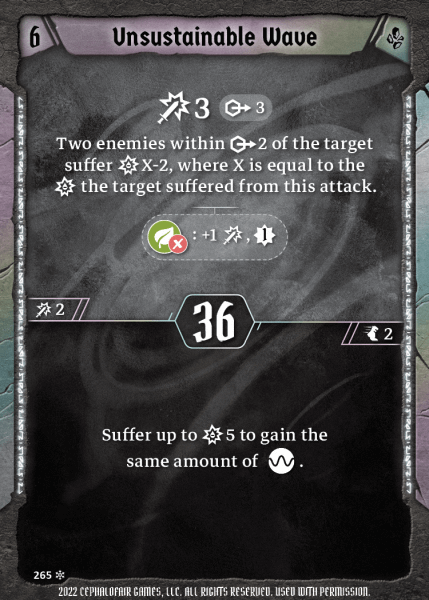 6
Unsustainable Wave
3 3
Two enemies within 2 of the target
suffer X-2, where X is equal to the
the target suffered from this attack.
: +1 ,
2
36
2
Suffer up to 5 to gain the
same amount of .
265
2022 CEPHALOFAIR GAMES, LLC. ALL RIGHTS RESERVED. USED WITH PERMISSION.